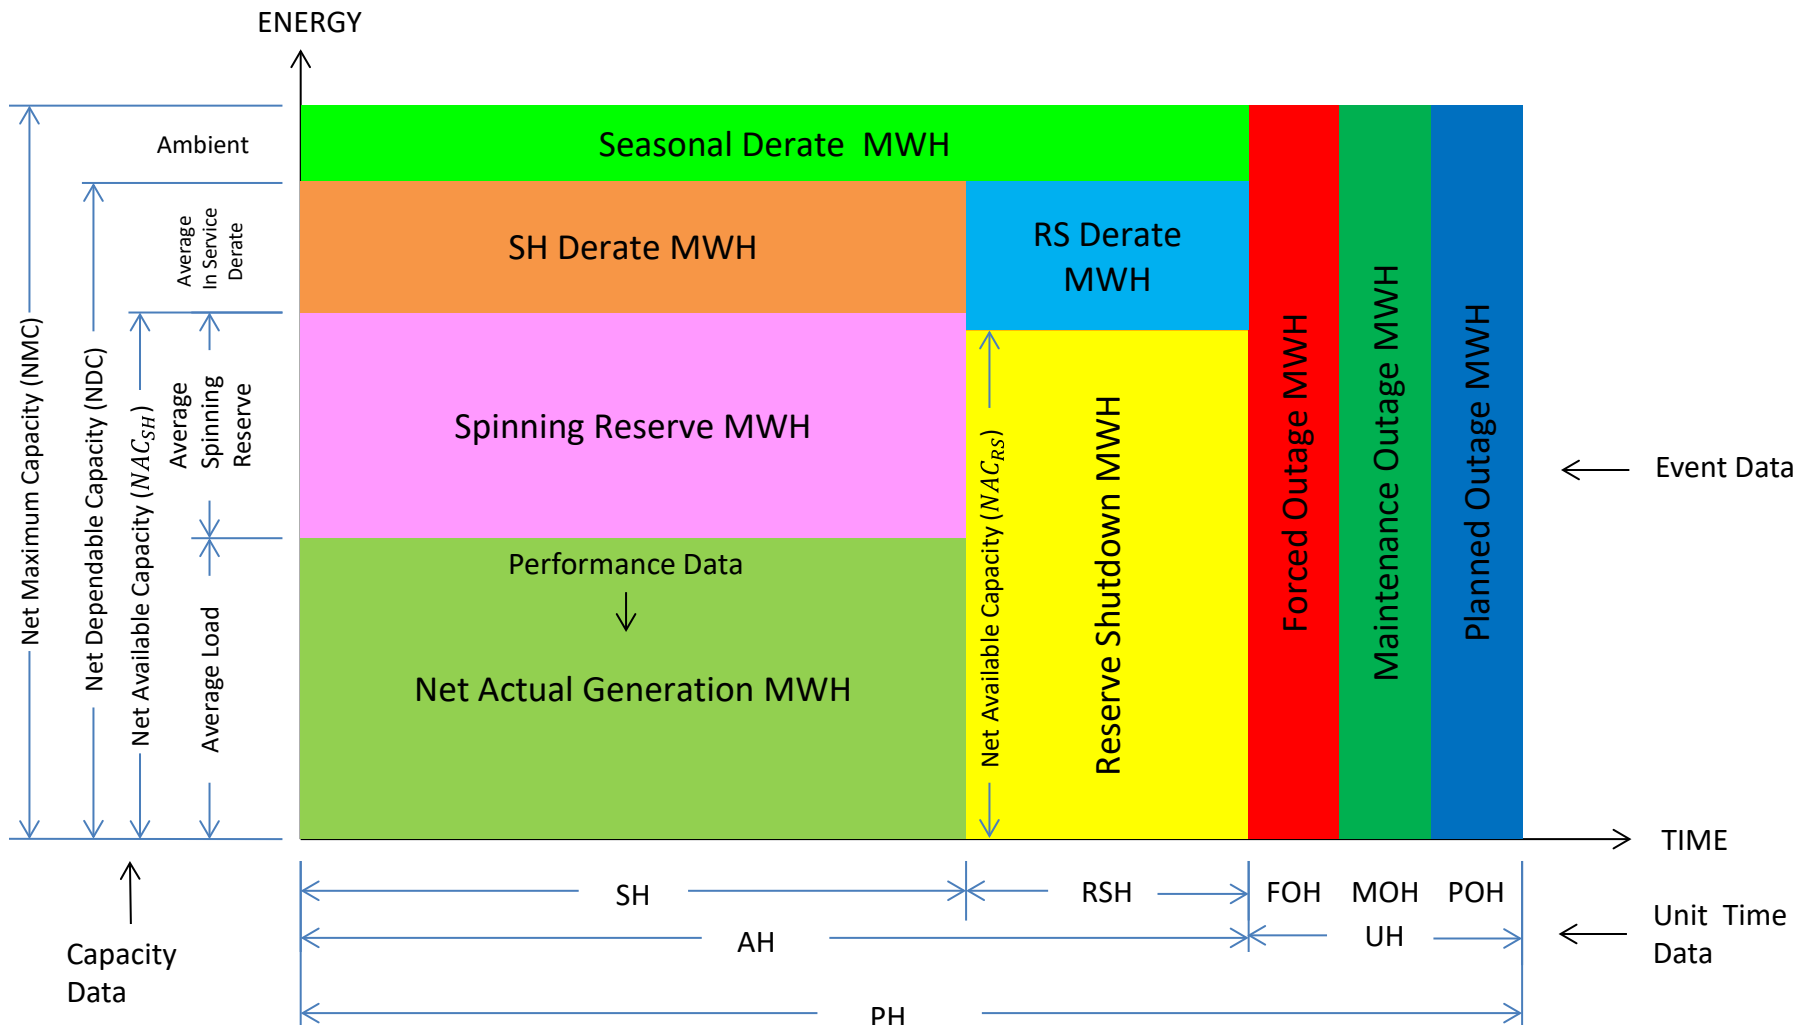 ENERGY
Ambient
Seasonal Derate  MWH
Average
In Service
Derate
SH Derate MWH
RS Derate
MWH
Net Maximum Capacity (NMC)
Net Dependable Capacity (NDC)
Net Available Capacity (NAC_SH)
Average
Spinning
Reserve
Spinning Reserve MWH
Net Available Capacity (NAC_RS)
Reserve Shutdown MWH
Forced Outage MWH
Maintenance Outage MWH
Planned Outage MWH
Event Data
Average Load
Performance Data
Net Actual Generation MWH
TIME
SH
RSH
FOH
MOH
POH
AH
UH
Unit  Time
Data
Capacity
Data
PH